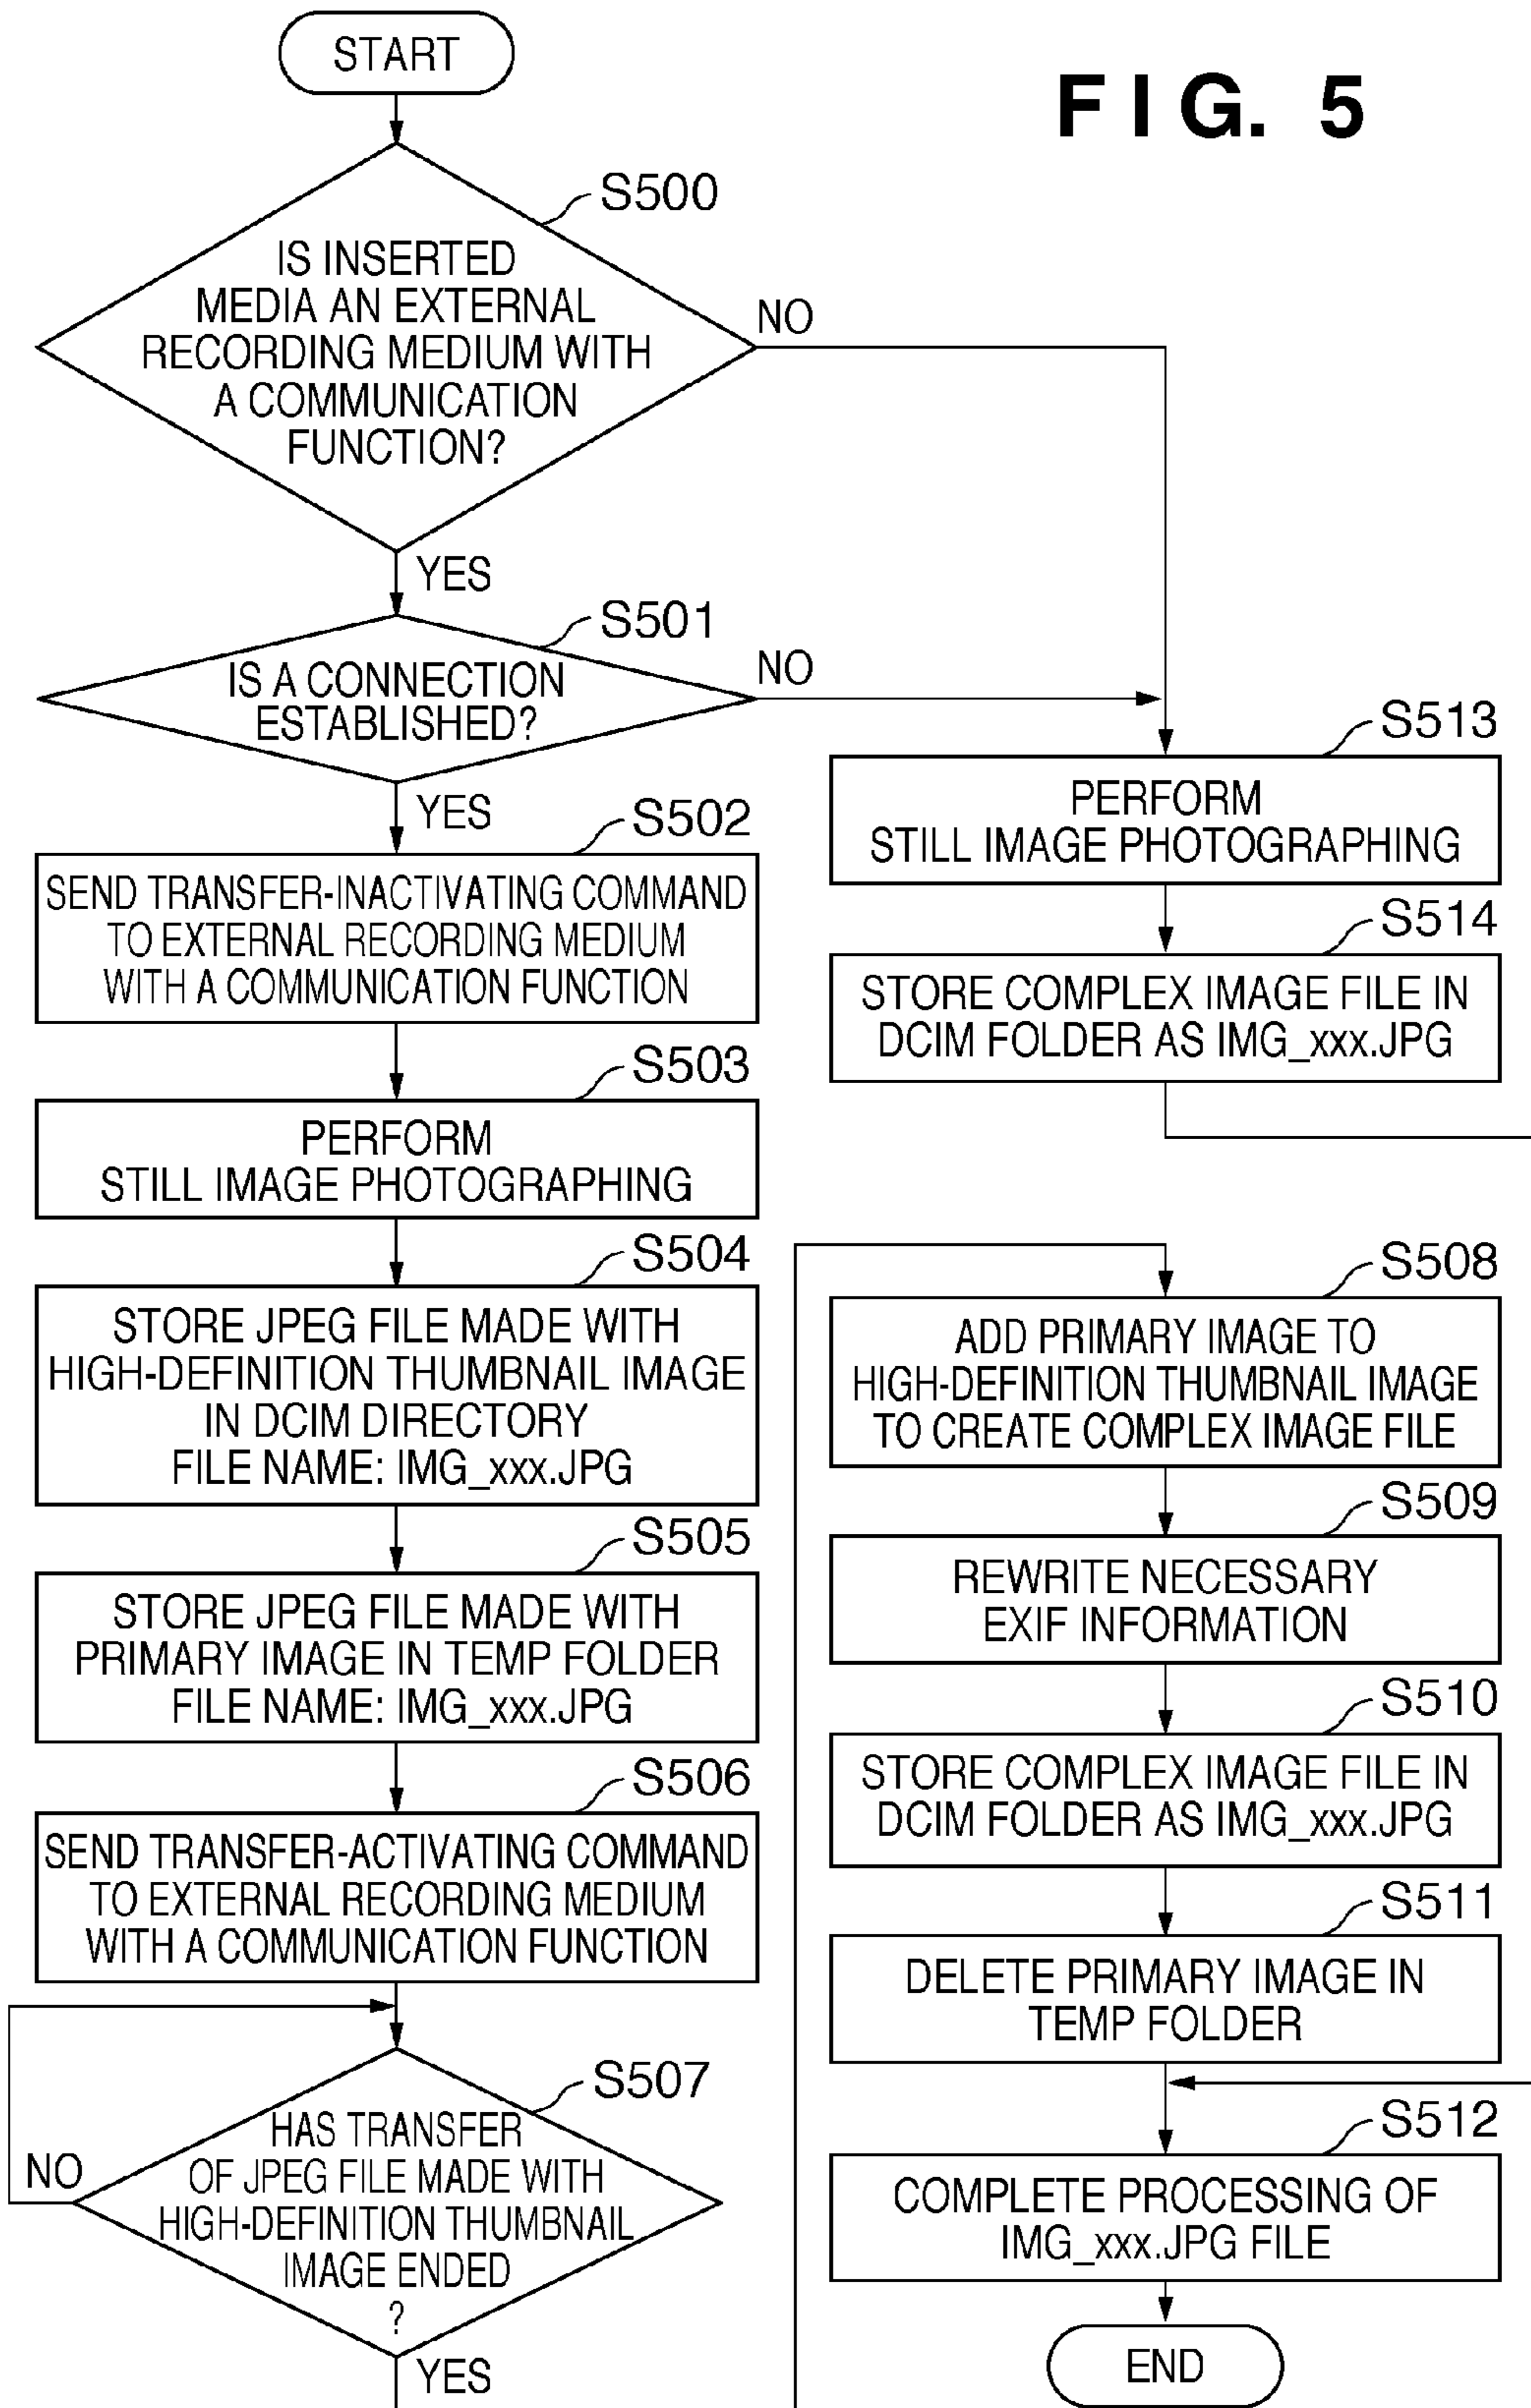 FIG. 5
START
S500
IS INSERTED
MEDIA AN EXTERNAL
RECORDING MEDIUM WITH
A COMMUNICATION
FUNCTION?
NO
YES
S501
IS A CONNECTION
ESTABLISHED?
NO
YES
S502
SEND TRANSFER-INACTIVATING COMMAND
TO EXTERNAL RECORDING MEDIUM
WITH A COMMUNICATION FUNCTION
S503
PERFORM
STILL IMAGE PHOTOGRAPHING
S504
STORE JPEG FILE MADE WITH
HIGH-DEFINITION THUMBNAIL IMAGE
IN DCIM DIRECTORY
FILE NAME: IMG_xxx.JPG
S505
STORE JPEG FILE MADE WITH
PRIMARY IMAGE IN TEMP FOLDER
FILE NAME: IMG_xxx.JPG
S506
SEND TRANSFER-ACTIVATING COMMAND
TO EXTERNAL RECORDING MEDIUM
WITH A COMMUNICATION FUNCTION
S507
HAS TRANSFER
OF JPEG FILE MADE WITH
HIGH-DEFINITION THUMBNAIL
IMAGE ENDED
?
NO
YES
S513
PERFORM
STILL IMAGE PHOTOGRAPHING
S514
STORE COMPLEX IMAGE FILE IN
DCIM FOLDER AS IMG_xxx.JPG
S508
ADD PRIMARY IMAGE TO
HIGH-DEFINITION THUMBNAIL IMAGE
TO CREATE COMPLEX IMAGE FILE
S509
REWRITE NECESSARY
EXIF INFORMATION
S510
STORE COMPLEX IMAGE FILE IN
DCIM FOLDER AS IMG_xxx.JPG
S511
DELETE PRIMARY IMAGE IN
TEMP FOLDER
S512
COMPLETE PROCESSING OF
IMG_xxx.JPG FILE
END